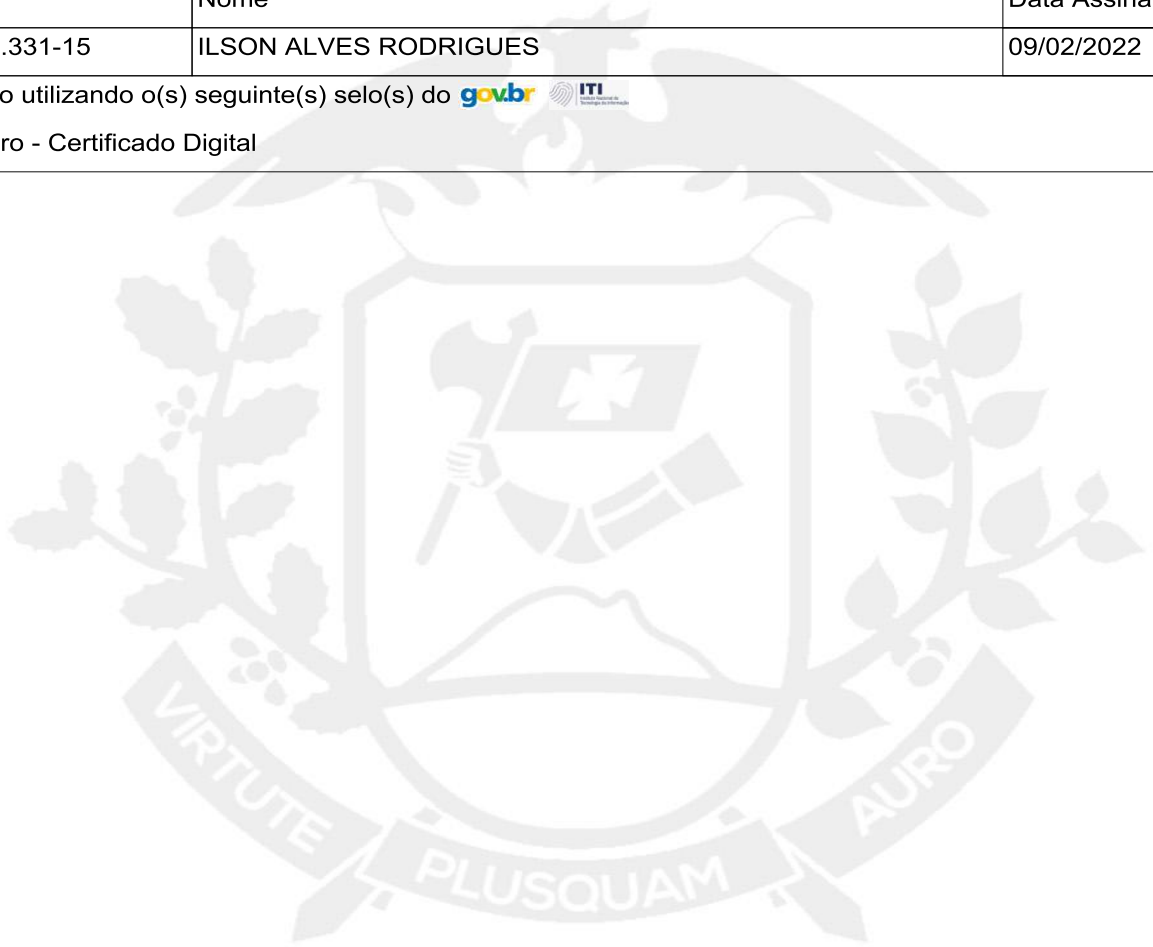 Nome Data Assina
.331-15 ILSON ALVES RODRIGUES 09/02/2022
o utilizando o(s) seguinte(s) selo(s) do gov.br ITI
ro - Certificado Digital
VIRTUTE PLUSQUAM AURO